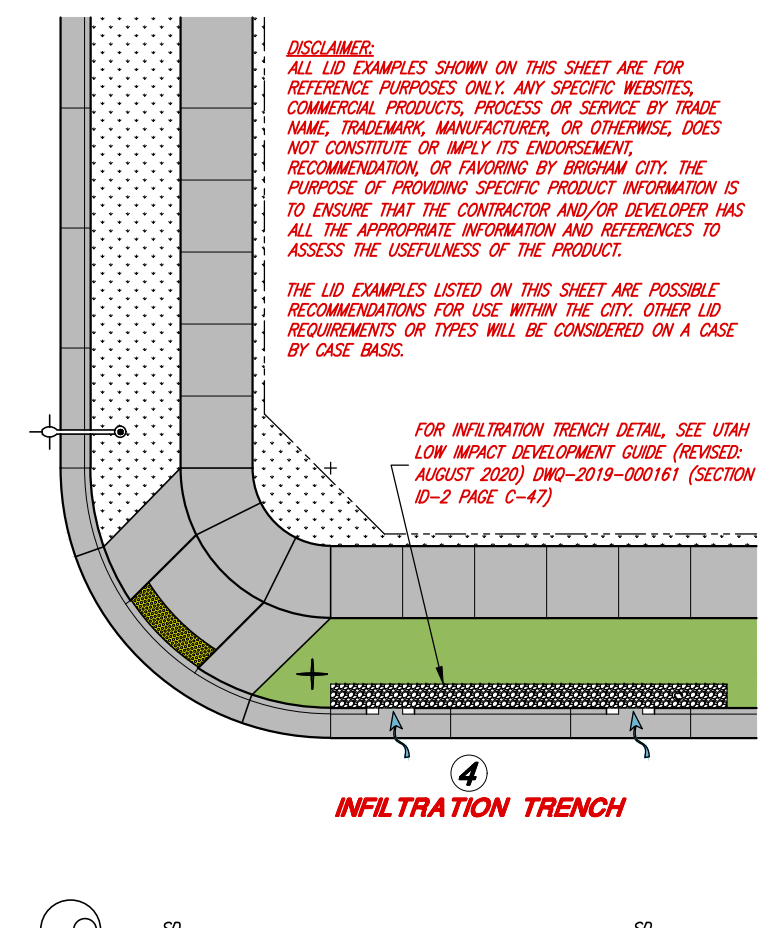 DISCLAIMER:
ALL LID EXAMPLES SHOWN ON THIS SHEET ARE FOR
REFERENCE PURPOSES ONLY. ANY SPECIFIC WEBSITES,
COMMERCIAL PRODUCTS, PROCESS OR SERVICE BY TRADE
NAME, TRADEMARK, MANUFACTURER, OR OTHERWISE, DOES
NOT CONSTITUTE OR IMPLY ITS ENDORSEMENT,
RECOMMENDATION, OR FAVORING BY BRIGHAM CITY. THE
PURPOSE OF PROVIDING SPECIFIC PRODUCT INFORMATION IS
TO ENSURE THAT THE CONTRACTOR AND/OR DEVELOPER HAS
ALL THE APPROPRIATE INFORMATION AND REFERENCES TO
ASSESS THE USEFULNESS OF THE PRODUCT.
THE LID EXAMPLES LISTED ON THIS SHEET ARE POSSIBLE
RECOMMENDATIONS FOR USE WITHIN THE CITY. OTHER LID
REQUIREMENTS OR TYPES WILL BE CONSIDERED ON A CASE
BY CASE BASIS.
FOR INFILTRATION TRENCH DETAIL, SEE UTAH
LOW IMPACT DEVELOPMENT GUIDE (REVISED:
AUGUST 2020) DWQ-2019-000161 (SECTION
ID-2 PAGE C-47)
4
INFILTRATION TRENCH